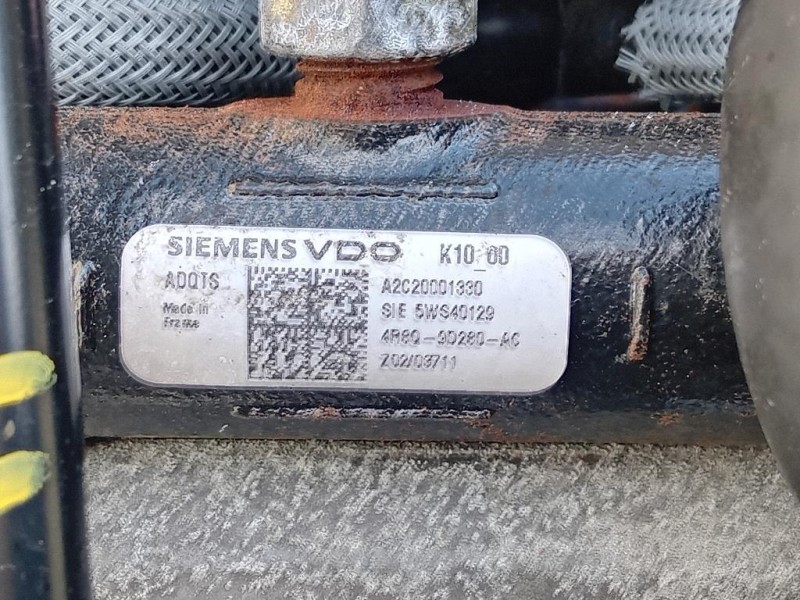 SIEMENS VDO K10_00
ADQTS
Made in
France
A2C20001330
SIE 5WS40129
4R8Q-9D280-AC
Z02/03711